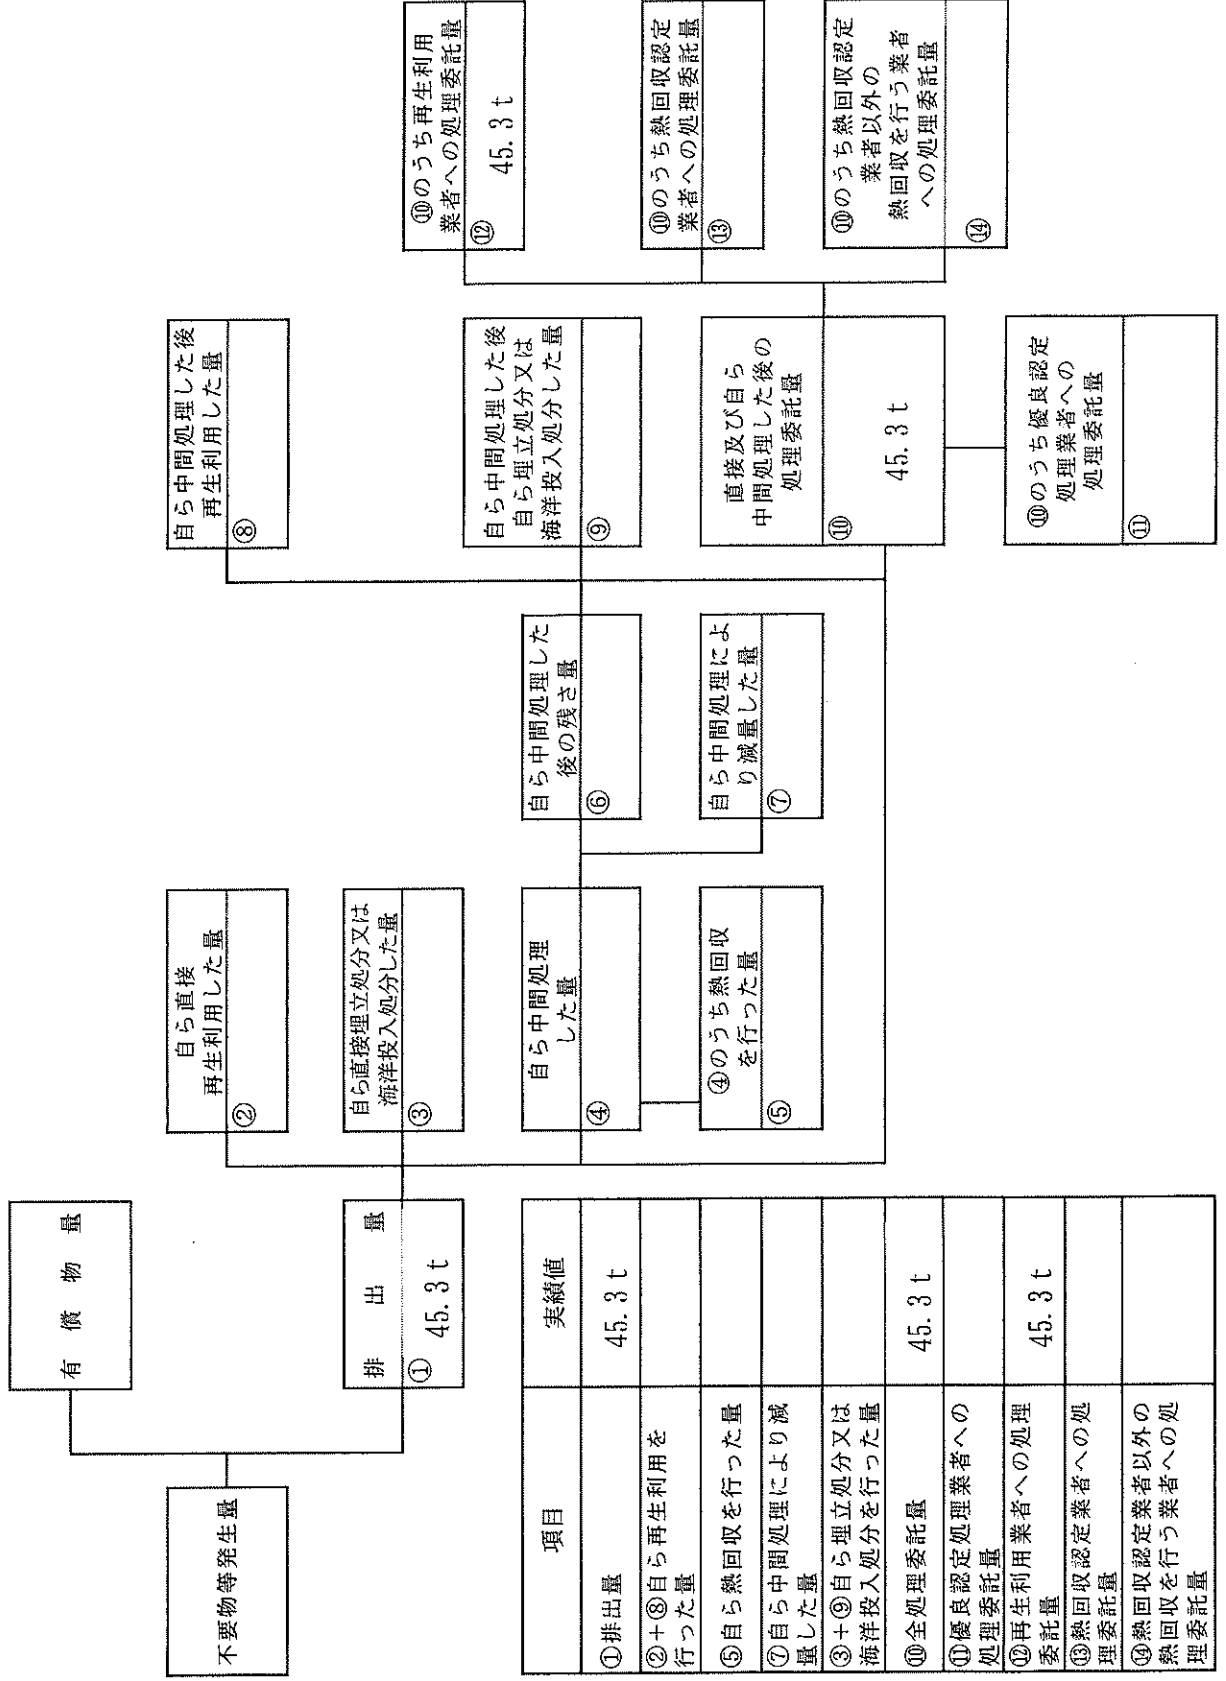 不要物等発生量
有償物量
排出量
① 45.3t
自ら直接
再生利用した量
②
自ら直接埋立処分又は
海洋投入処分した量
③
自ら中間処理
した量
④
④のうち熱回収
を行った量
⑤
自ら中間処理した
後の残さ量
⑥
自ら中間処理によ
り減量した量
⑦
自ら中間処理した後
再生利用した量
⑧
自ら中間処理した後
自ら埋立処分又は
海洋投入処分した量
⑨
直接及び自ら
中間処理した後の
処理委託量
⑩ 45.3t
⑩のうち優良認定
処理業者への
処理委託量
⑪
⑩のうち再生利用
業者への処理委託量
⑫ 45.3t
⑩のうち熱回収認定
業者への処理委託量
⑬
⑩のうち熱回収認定
業者以外の
熱回収を行う業者
への処理委託量
⑭
項目 実績値
①排出量 45.3t
②+⑧自ら再生利用を
行った量
⑤自ら熱回収を行った量
⑦自ら中間処理により減
量した量
③+⑨自ら埋立処分又は
海洋投入処分を行った量
⑩全処理委託量 45.3t
⑪優良認定処理業者への
処理委託量
⑫再生利用業者への処理
委託量 45.3t
⑬熱回収認定業者への処
理委託量
⑭熱回収認定業者以外の
熱回収を行う業者への処
理委託量